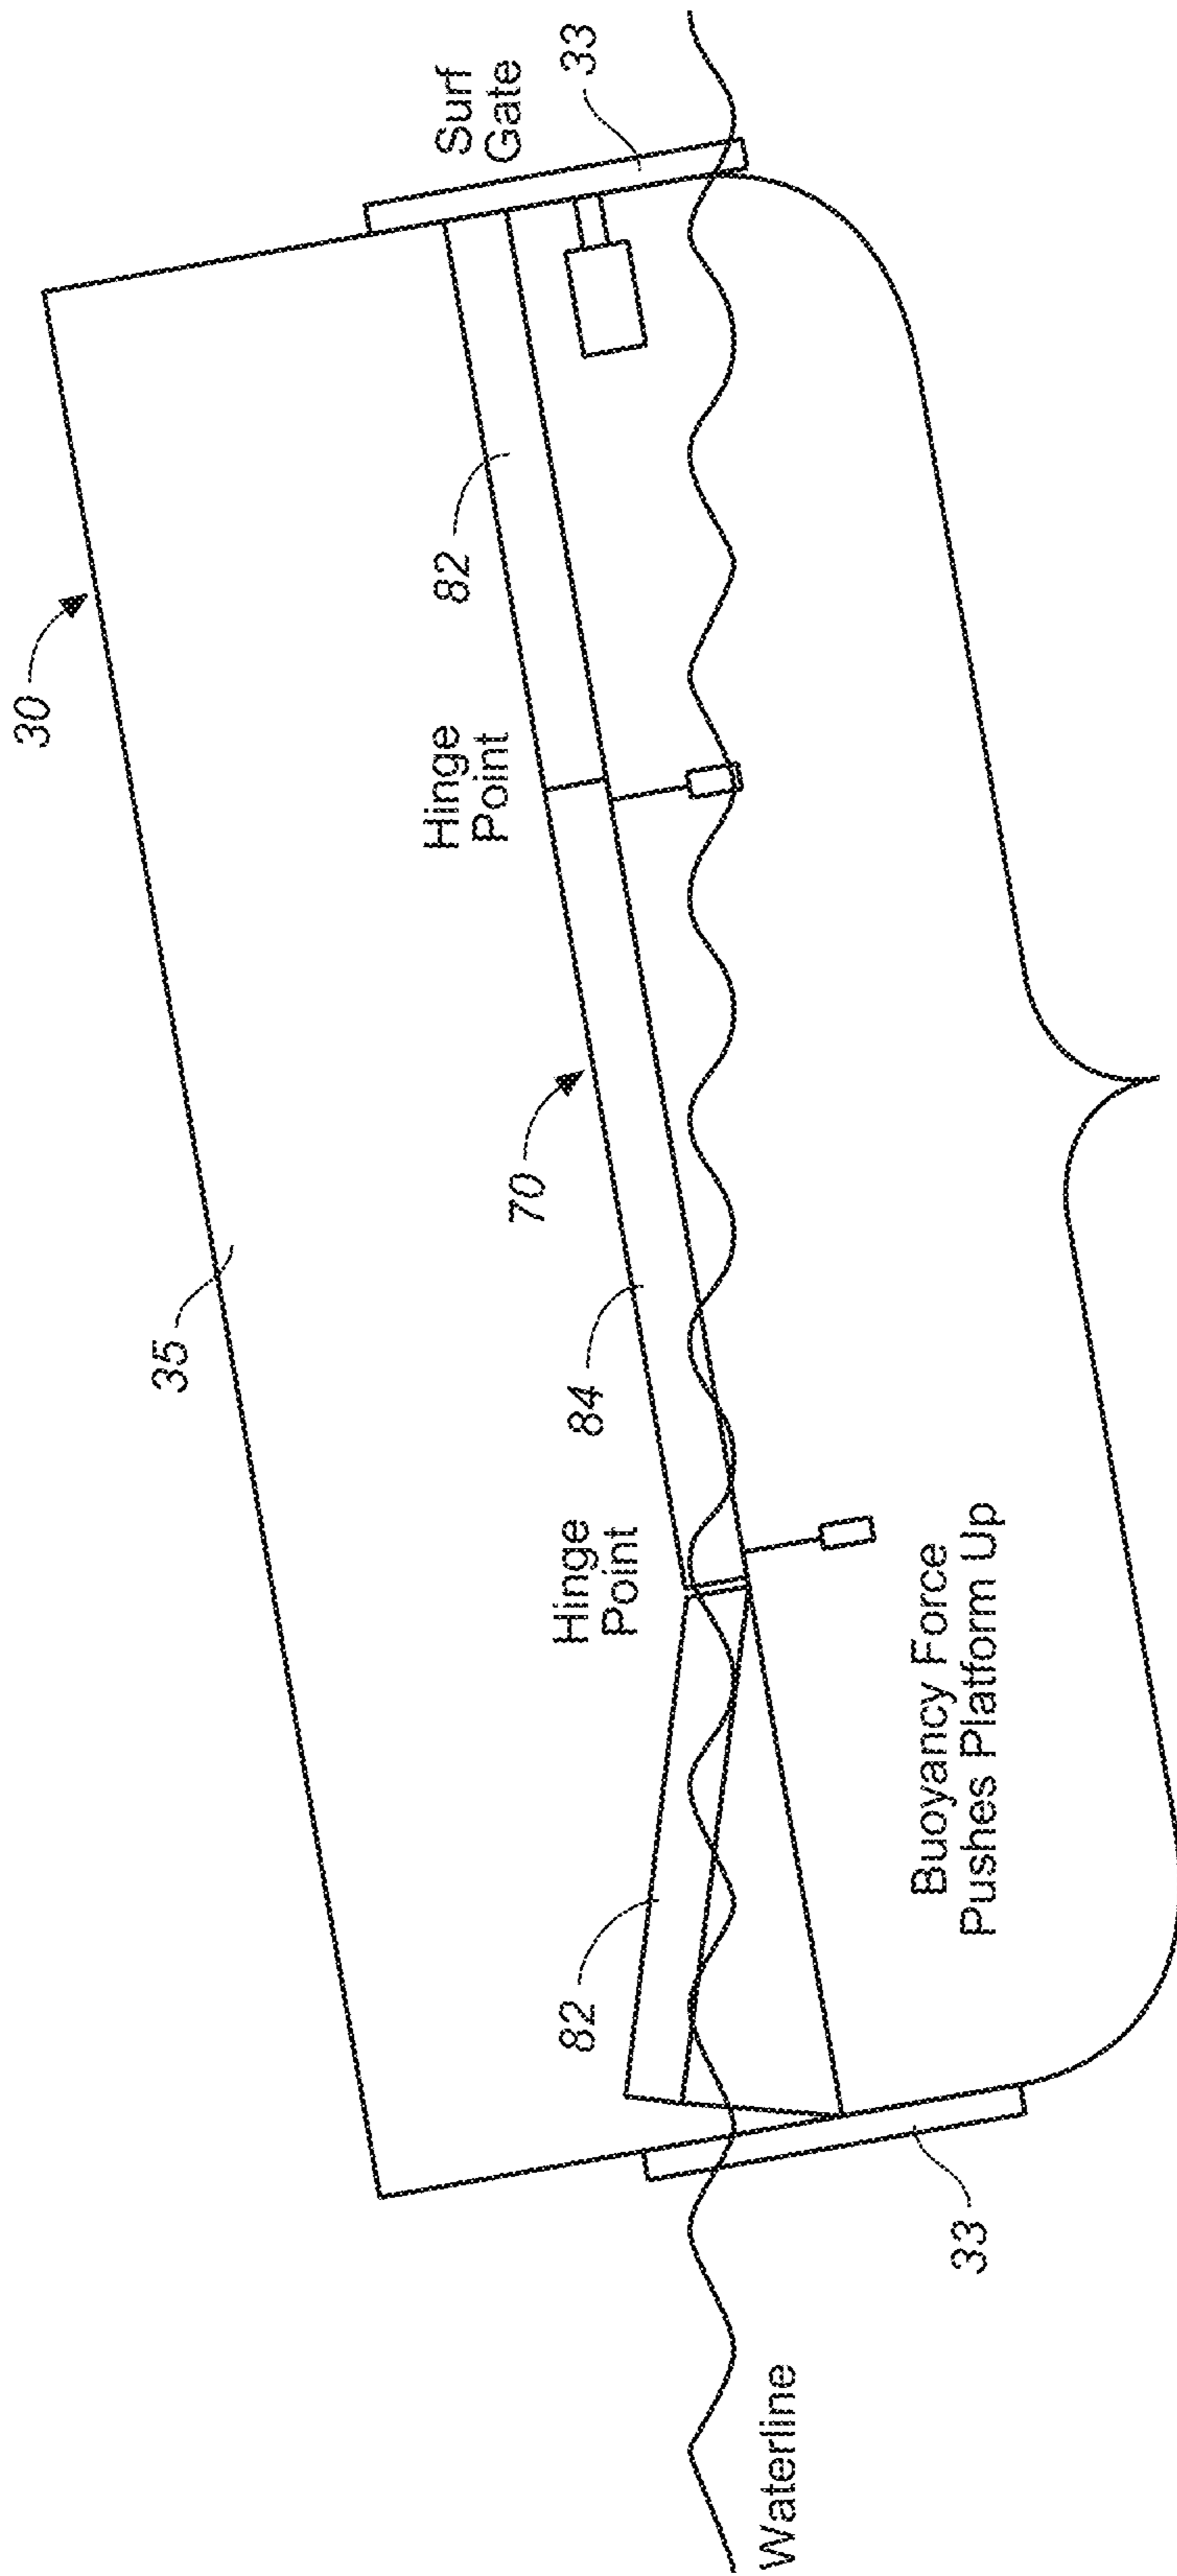 30
35
Surf
Gate
33
82
Hinge
Point
70
84
Hinge
Point
82
Buoyancy Force
Pushes Platform Up
33
Waterline